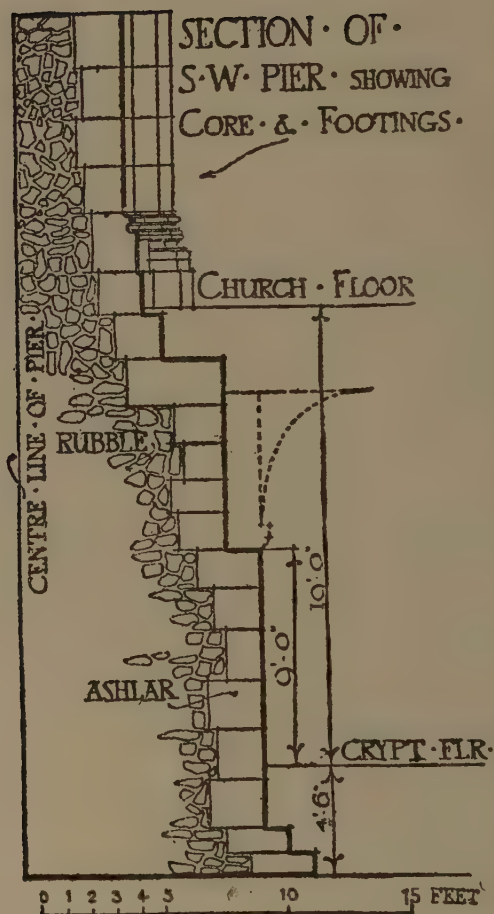 SECTION · OF ·
S·W· PIER · SHOWING
CORE · & · FOOTINGS ·
CHURCH · FLOOR
CENTRE · LINE · OF · PIER ·
RUBBLE
19'-0"
9'-0"
ASHLAR
CRYPT · FLR ·
4'-6"
0 1 2 3 4 5 10 15 FEET